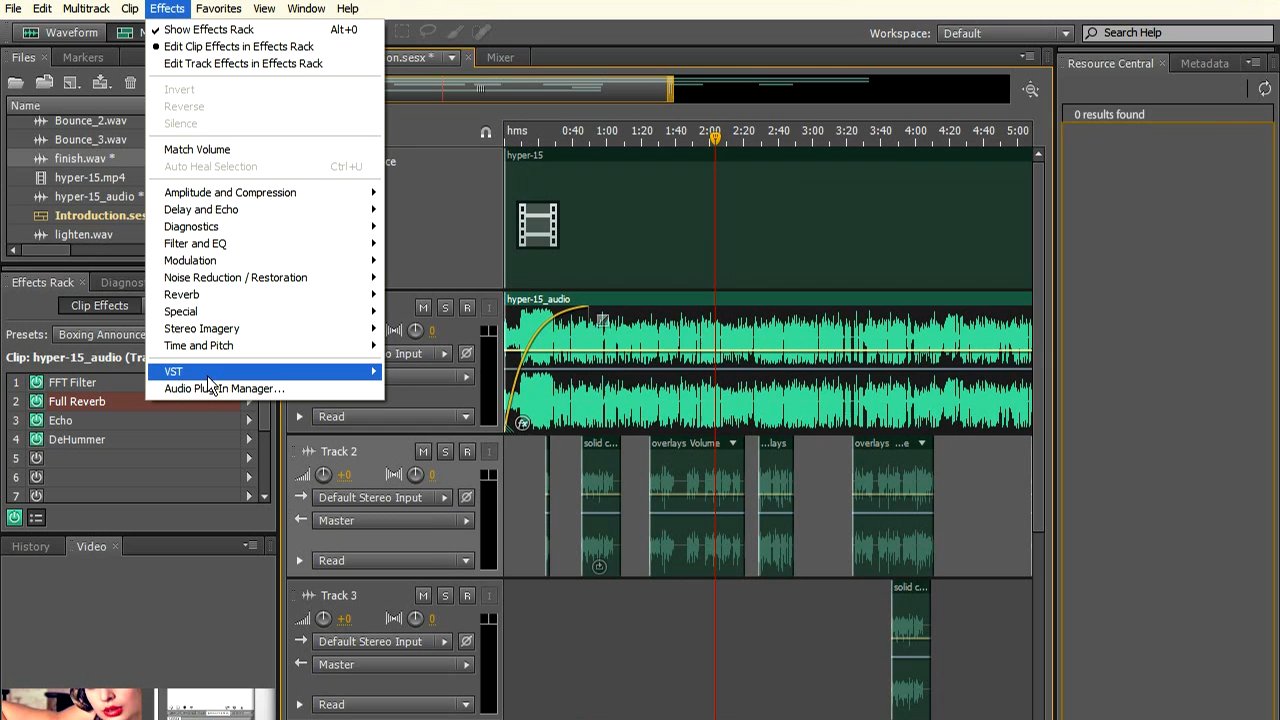 File Edit Multitrack Clip Effects Favorites View Window Help
Waveform
Workspace: Default
Search Help
Show Effects Rack Alt+0
Edit Clip Effects in Effects Rack
Edit Track Effects in Effects Rack
Invert
Reverse
Silence
Match Volume
Auto Heal Selection Ctrl+U
Amplitude and Compression
Delay and Echo
Diagnostics
Filter and EQ
Modulation
Noise Reduction / Restoration
Reverb
Special
Stereo Imagery
Time and Pitch
VST
Audio Plug-In Manager...
Files Markers
Name
Bounce_2.wav
Bounce_3.wav
finish.wav *
hyper-15.mp4
hyper-15_audio *
Introduction.ses
lighten.wav
Effects Rack Diagnos
Clip Effects
Presets: Boxing Announce
Clip: hyper-15_audio (Tra
1 FFT Filter
2 Full Reverb
3 Echo
4 DeHummer
5
6
7
History Video
on.sesx * Mixer
hms 0:40 1:00 1:20 1:40 2:00 2:20 2:40 3:00 3:20 3:40 4:00 4:20 4:40 5:00
ce
hyper-15
hyper-15_audio
M S R I
0
o Input
Read
fx
Track 2 M S R I
+0 0
Default Stereo Input
Master
Read
solid c...
overlays Volume
...lays
overlays ...e
Track 3 M S R I
+0 0
Default Stereo Input
Master
Read
solid c...
Resource Central Metadata
0 results found